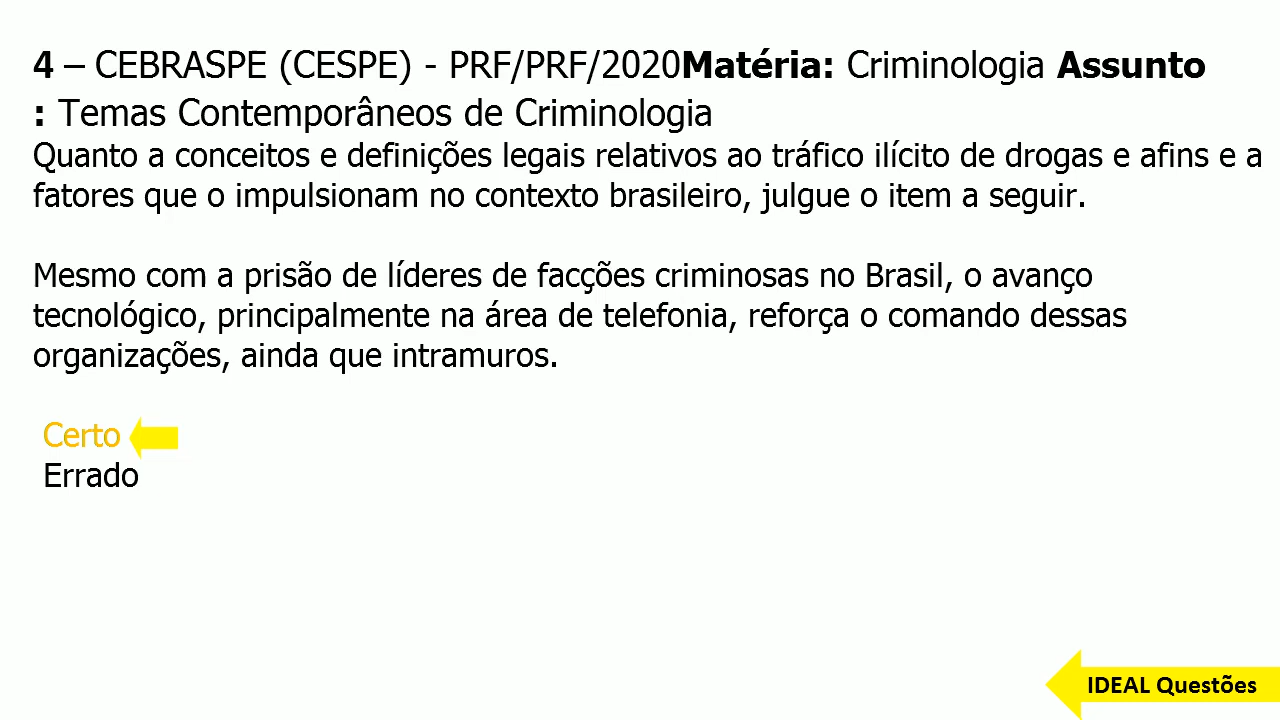 4 – CEBRASPE (CESPE) - PRF/PRF/2020Matéria: Criminologia Assunto
: Temas Contemporâneos de Criminologia
Quanto a conceitos e definições legais relativos ao tráfico ilícito de drogas e afins e a
fatores que o impulsionam no contexto brasileiro, julgue o item a seguir.
Mesmo com a prisão de líderes de facções criminosas no Brasil, o avanço
tecnológico, principalmente na área de telefonia, reforça o comando dessas
organizações, ainda que intramuros.
Certo
Errado
IDEAL Questões